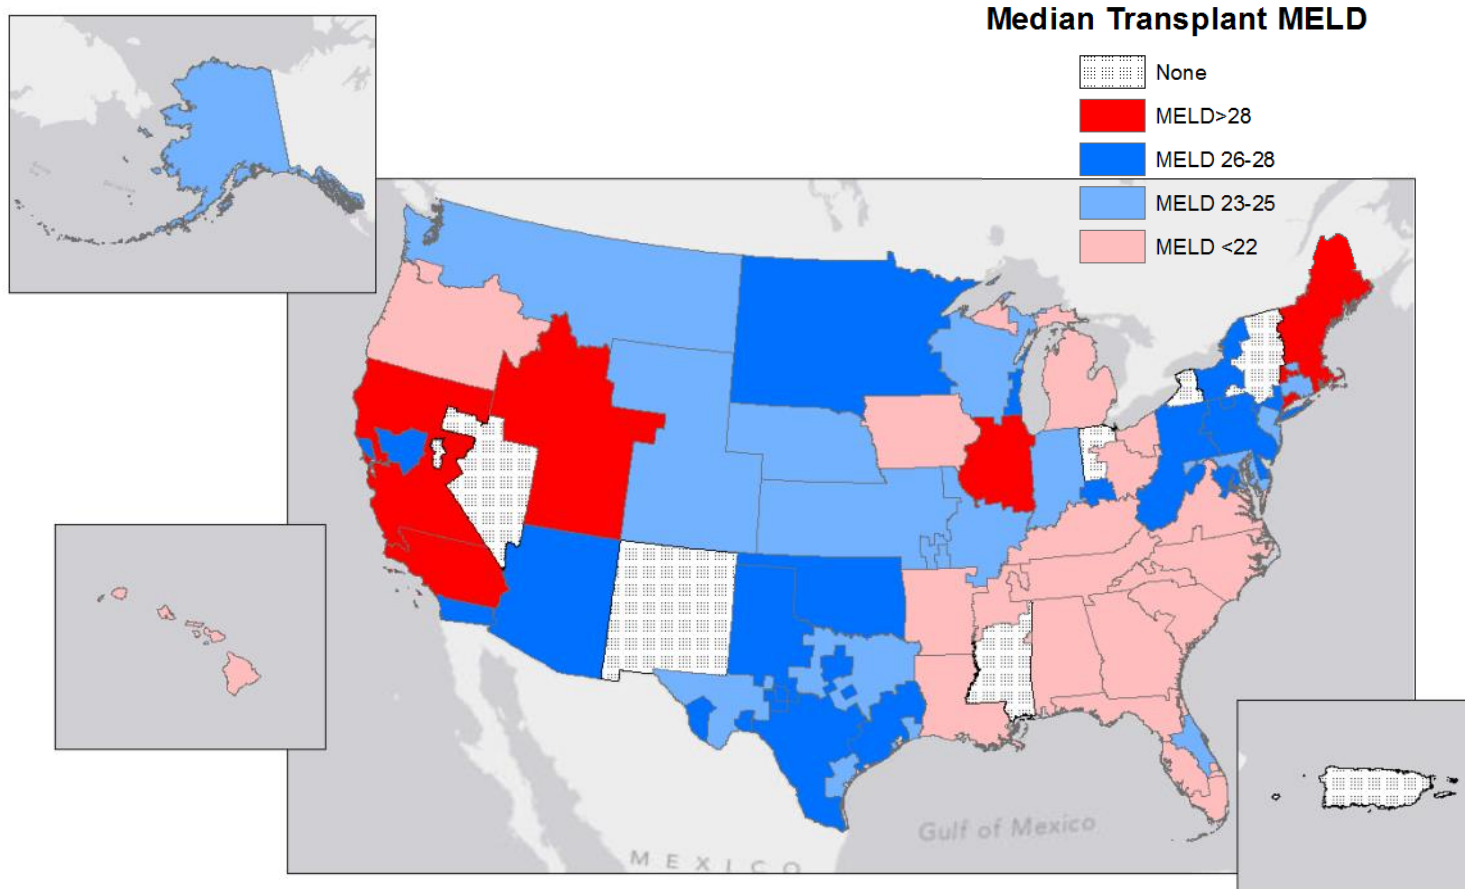 Median Transplant MELD
None
MELD>28
MELD 26-28
MELD 23-25
MELD <22
Gulf of Mexico
MEXICO